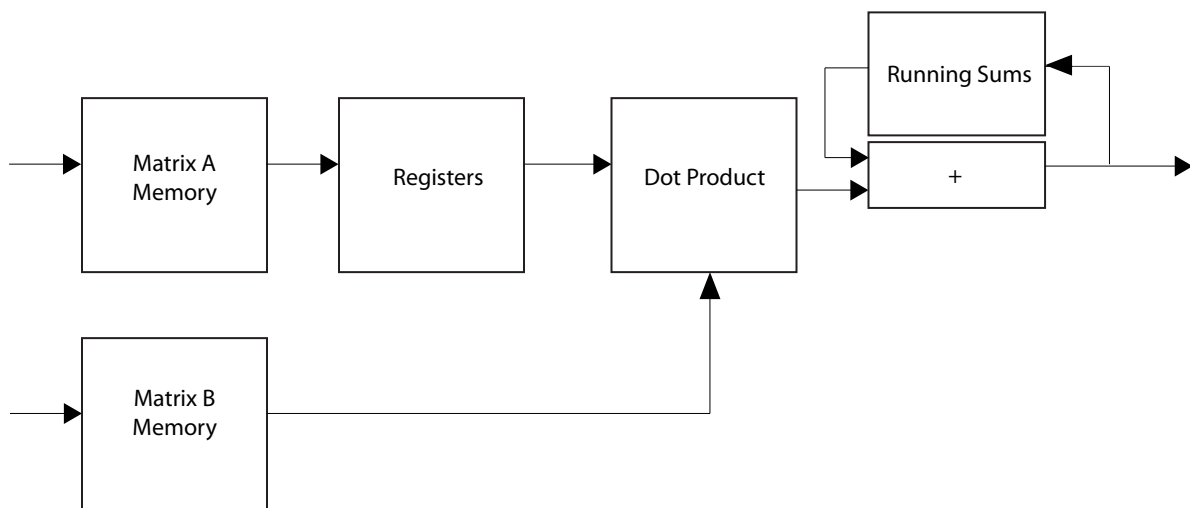 Running Sums
Matrix A
Memory
Registers
Dot Product
+
Matrix B
Memory